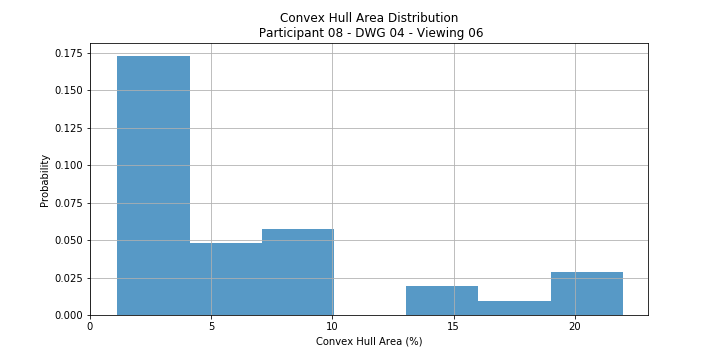 Convex Hull Area Distribution
Participant 08 - DWG 04 - Viewing 06
0.175
0.150
0.125
0.100
0.075
0.050
0.025
0.000
Probability
0 5 10 15 20
Convex Hull Area (%)